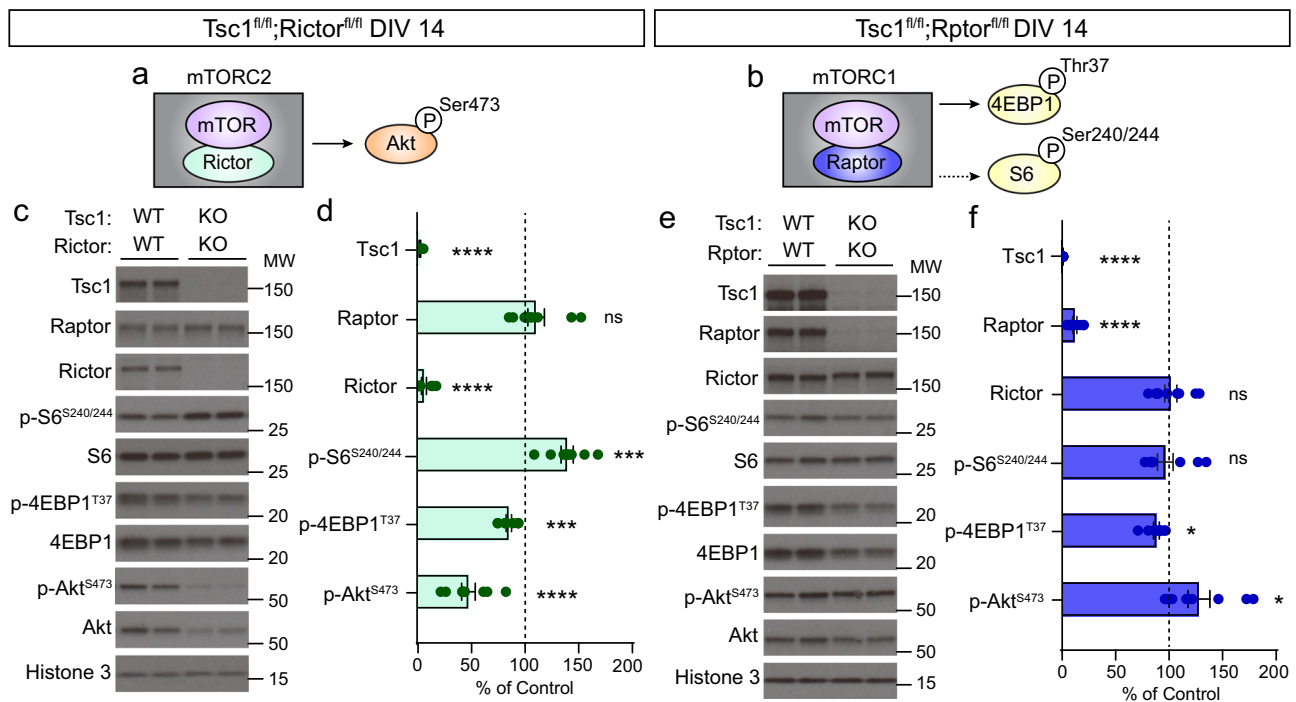 Tsc1fl/fl;Rictorfl/fl DIV 14
Tsc1fl/fl;Rptorfl/fl DIV 14
a
mTORC2
mTOR
Rictor
Akt
P
Ser473
b
mTORC1
mTOR
Raptor
4EBP1
P
Thr37
S6
P
Ser240/244
c
Tsc1: WT KO
Rictor: WT KO
MW
Tsc1 150
Raptor 150
Rictor 150
p-S6S240/244 25
S6 25
p-4EBP1T37 20
4EBP1 20
p-AktS473 50
Akt 50
Histone 3 15
d
Tsc1 ****
Raptor ns
Rictor ****
p-S6S240/244 ***
p-4EBP1T37 ***
p-AktS473 ****
0 50 100 150 200
% of Control
e
Tsc1: WT KO
Rptor: WT KO
MW
Tsc1 150
Raptor 150
Rictor 150
p-S6S240/244 25
S6 25
p-4EBP1T37 20
4EBP1 20
p-AktS473 50
Akt 50
Histone 3 15
f
Tsc1 ****
Raptor ****
Rictor ns
p-S6S240/244 ns
p-4EBP1T37 *
p-AktS473 *
0 50 100 150 200
% of Control